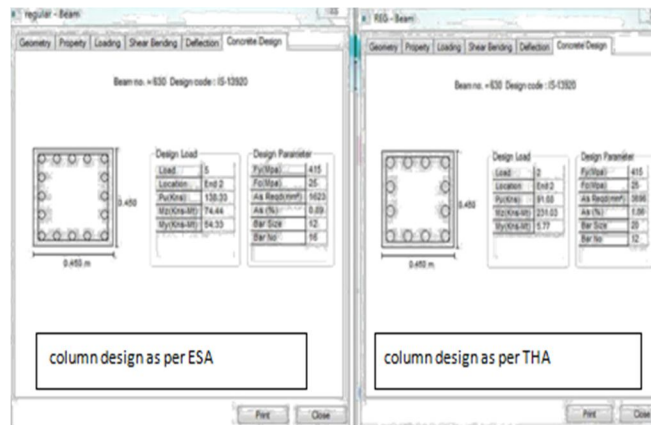 regular - Beam
Geometry Property Loading Shear Bending Deflection Concrete Design
Beam no. = 630 Design code : IS-13920
0.450
0.450 m
Design Load
Load 5
Location End 2
Pu(Kns) 138.33
Mz(Kns-Mt) 74.44
My(Kns-Mt) 54.33
Design Parameter
Fy(Mpa) 415
Fc(Mpa) 25
As Reqd(mm²) 1623
As (%) 0.89
Bar Size 12
Bar No 16
column design as per ESA
Print Close
REG - Beam
Geometry Property Loading Shear Bending Deflection Concrete Design
Beam no. = 630 Design code : IS-13920
0.450
0.450 m
Design Load
Load 2
Location End 2
Pu(Kns)
Mz(Kns-Mt) 231.03
My(Kns-Mt) 5.77
Design Parameter
Fy(Mpa) 415
Fc(Mpa) 25
As Reqd(mm²)
As (%)
Bar Size 20
Bar No 12
column design as per THA
Print Close